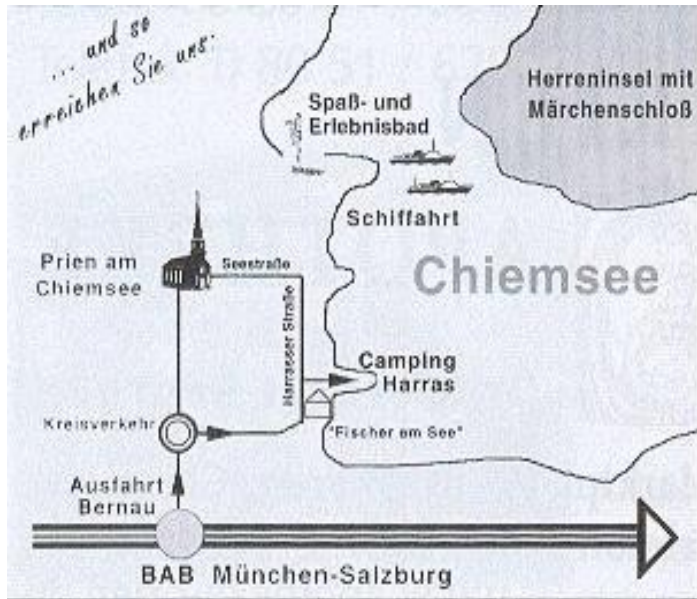 ... und so
erreichen Sie uns:
Spaß- und
Erlebnisbad
Herreninsel mit
Märchenschloß
Schiffahrt
Prien am
Chiemsee
Seestraße
Chiemsee
Harrasser Straße
Camping
Harras
Kreisverkehr
"Fischer am See"
Ausfahrt
Bernau
BAB München-Salzburg